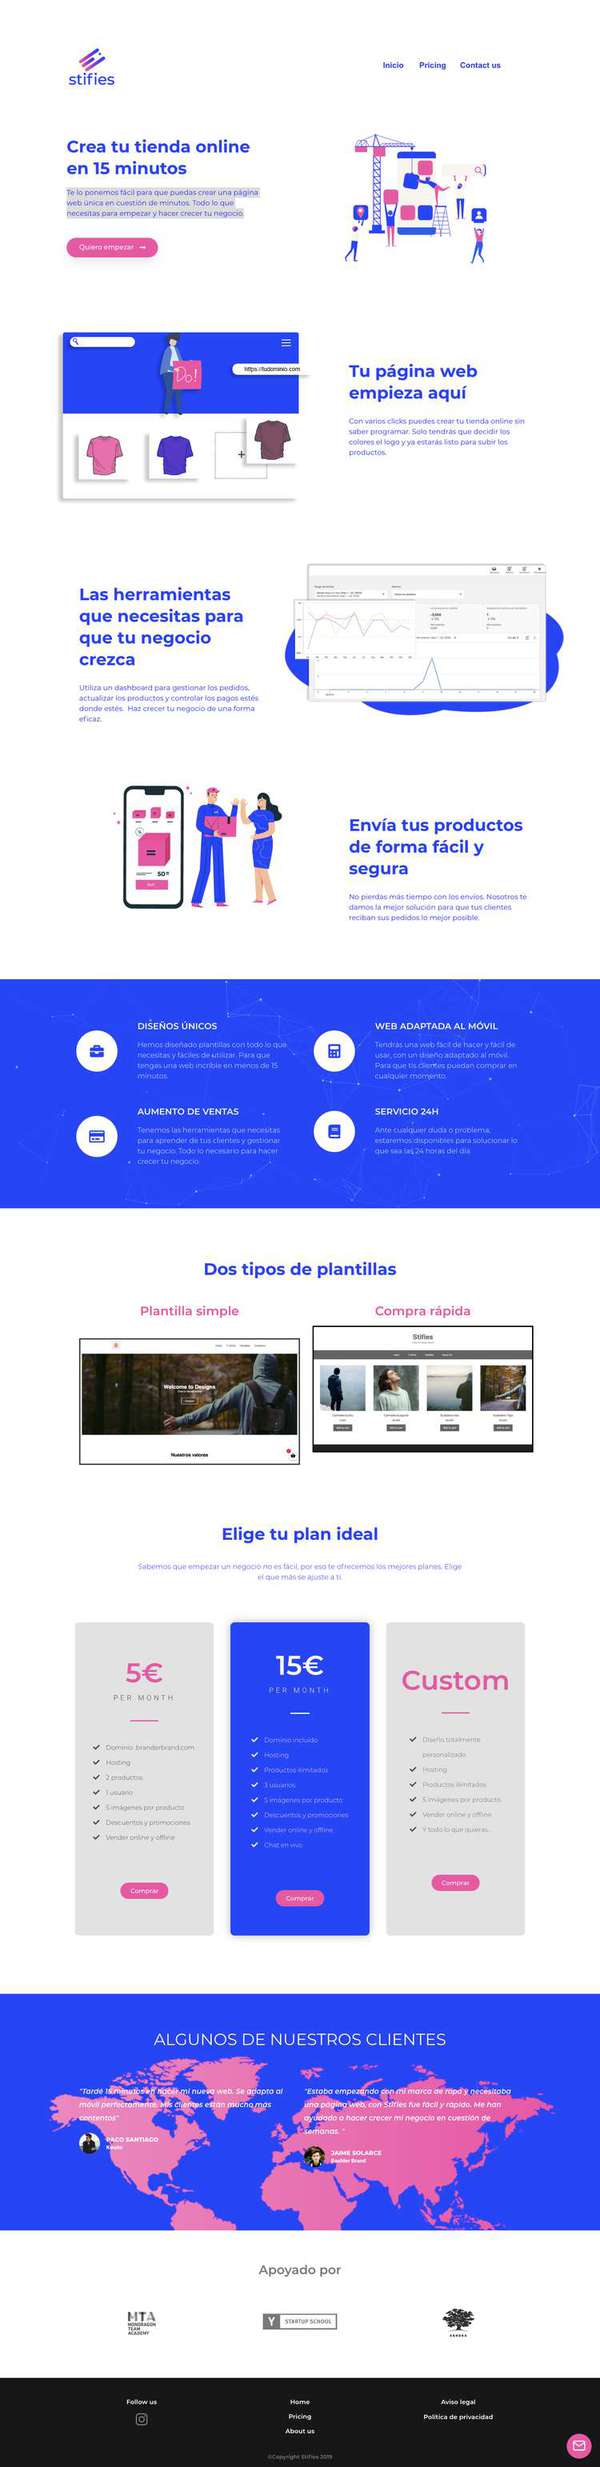 stifies
Inicio
Pricing
Contact us
Crea tu tienda online
en 15 minutos
Te lo ponemos fácil para que puedas crear una página
web única en cuestión de minutos. Todo lo que
necesitas para empezar y hacer crecer tu negocio.
Quiero empezar
https://tudominio.com
Do!
Tu página web
empieza aquí
Con varios clicks puedes crear tu tienda online sin
saber programar. Solo tendrás que decidir los
colores el logo y ya estarás listo para subir los
productos.
Las herramientas
que necesitas para
que tu negocio
crezca
Utiliza un dashboard para gestionar los pedidos,
actualizar los productos y controlar los pagos estés
donde estés. Haz crecer tu negocio de una forma
eficaz.
Envía tus productos
de forma fácil y
segura
No pierdas más tiempo con los envíos. Nosotros te
damos la mejor solución para que tus clientes
reciban sus pedidos lo mejor posible.
DISEÑOS ÚNICOS
Hemos diseñado plantillas con todo lo que
necesitas y fáciles de utilizar. Para que
tengas una web increíble en menos de 15
minutos.
WEB ADAPTADA AL MÓVIL
Tendrás una web fácil de hacer y fácil de
usar, con un diseño adaptado al móvil.
Para que tis clientes puedan comprar en
cualquier momento.
AUMENTO DE VENTAS
Tenemos las herramientas que necesitas
para aprender de tus clientes y gestionar
tu negocio. Todo lo necesario para hacer
crecer tu negocio.
SERVICIO 24H
Ante cualquier duda o problema,
estaremos disponibles para solucionar lo
que sea las 24 horas del día
Dos tipos de plantillas
Plantilla simple
Compra rápida
Welcome to Designs
Nuestros valores
Stifies
Elige tu plan ideal
Sabemos que empezar un negocio no es fácil, por eso te ofrecemos los mejores planes. Elige
el que más se ajuste a ti.
5€
PER MONTH
Dominio .branderbrand.com
Hosting
2 productos
1 usuario
5 imágenes por producto
Descuentos y promociones
Vender online y offline
Comprar
15€
PER MONTH
Dominio incluido
Hosting
Productos ilimitados
3 usuarios
5 imágenes por producto
Descuentos y promociones
Vender online y offline
Chat en vivo
Comprar
Custom
Diseño totalmente
personalizado
Hosting
Productos ilimitados
5 imágenes por producto
Vender online y offline
Y todo lo que quieras...
Comprar
ALGUNOS DE NUESTROS CLIENTES
"Tardé 15 minutos en hacer mi nueva web. Se adapta al
móvil perfectamente. Mis clientes están mucho más
contentos"
PACO SANTIAGO
"Estaba empezando con mi marca de ropa y necesitaba
una página web, con Stifies fue fácil y rapido. Me han
ayudado a hacer crecer mi negocio en cuestión de
semanas. "
JAIME SOLARCE
Boulder Brand
Apoyado por
MTA
MONDRAGON
TEAM
ACADEMY
Y STARTUP SCHOOL
Follow us
Home
Pricing
About us
Aviso legal
Politica de privacidad
©Copyright Stifies 2019